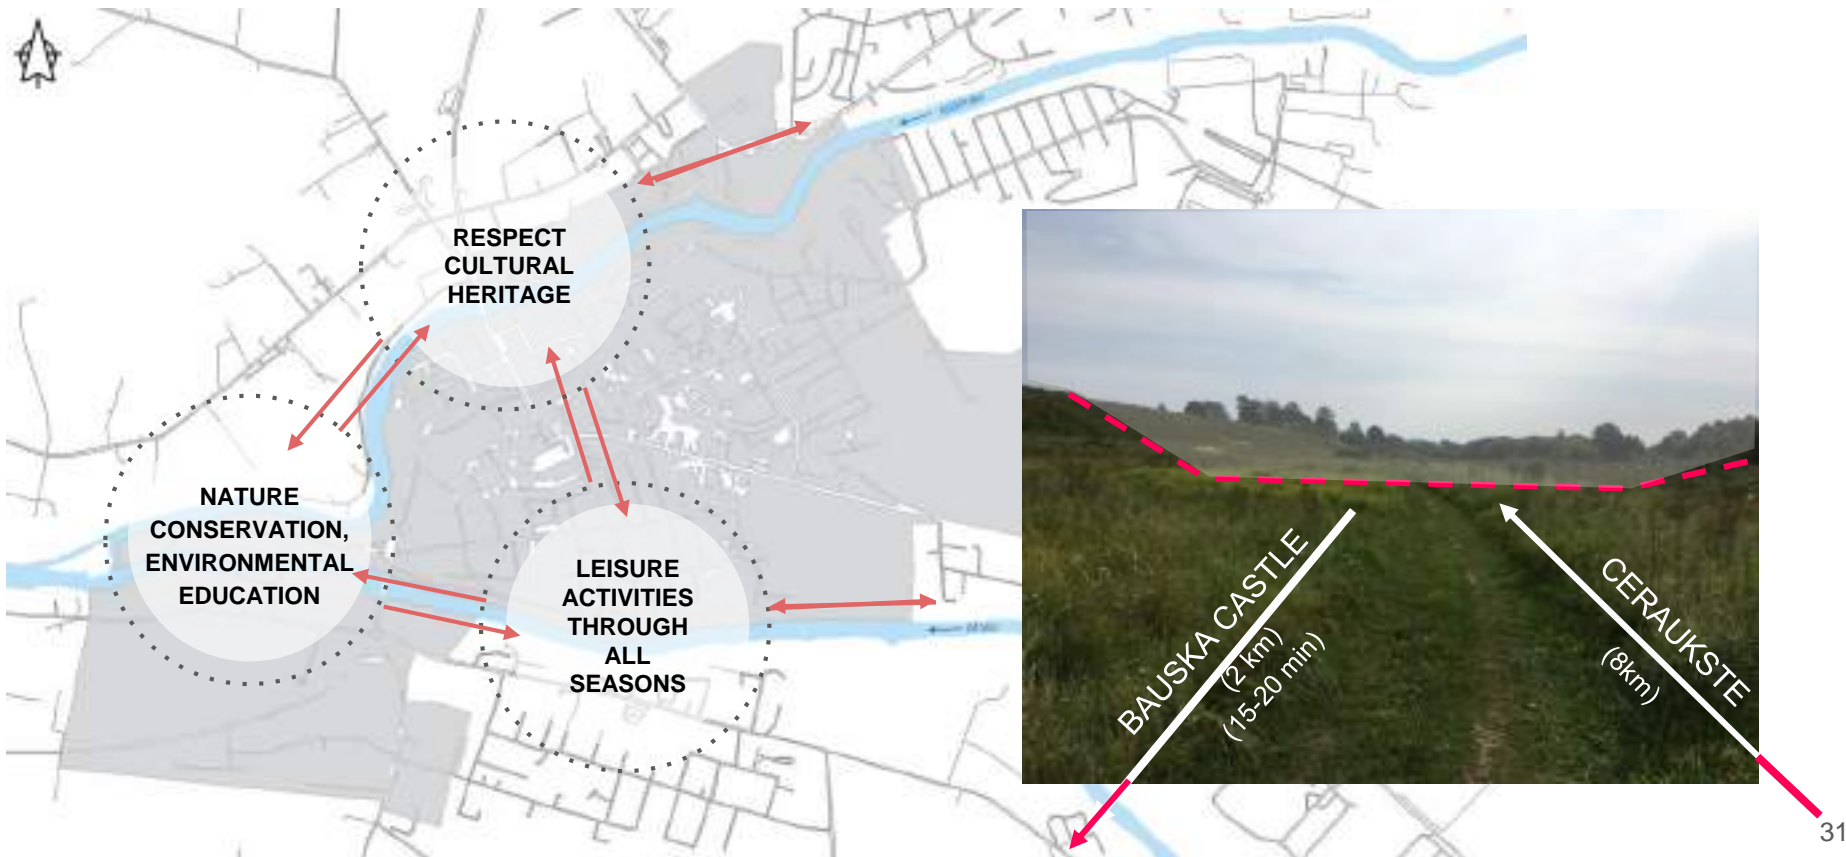 RESPECT
CULTURAL
HERITAGE
NATURE
CONSERVATION,
ENVIRONMENTAL
EDUCATION
LEISURE
ACTIVITIES
THROUGH
ALL
SEASONS
BAUSKA CASTLE
(2 km)
(15-20 min)
CERAUKSTE
(8km)
31